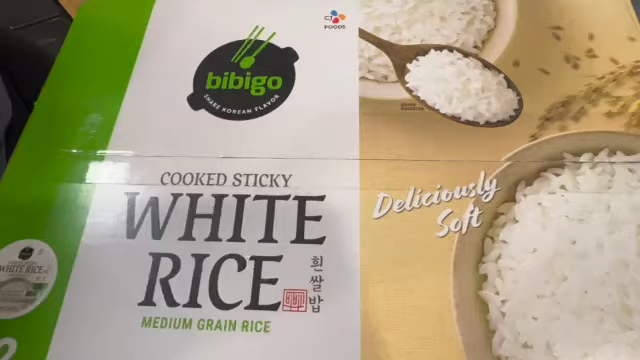 CJ
FOODS
bibigo
SHARE KOREAN FLAVOR
COOKED STICKY
WHITE
RICE
흰쌀밥
MEDIUM GRAIN RICE
Deliciously
Soft
WHITE RICE